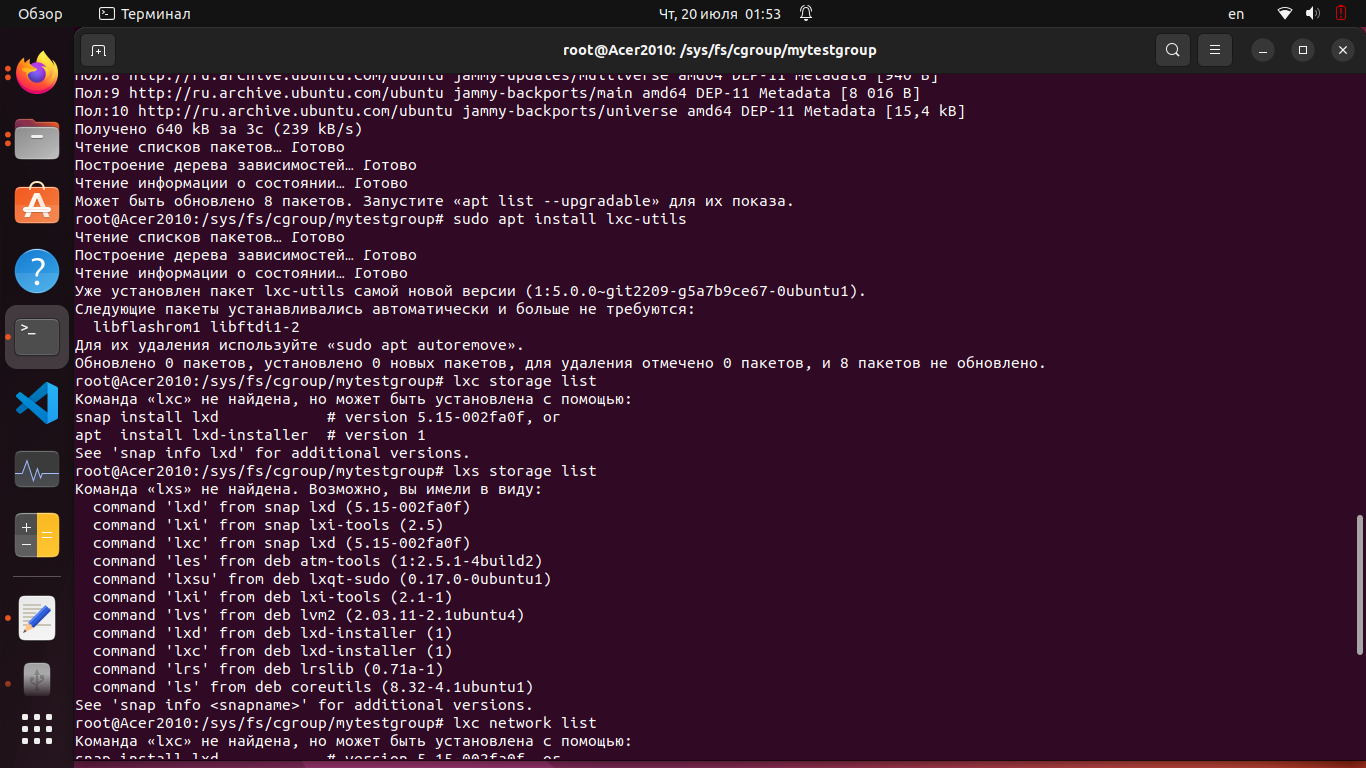 Обзор
Терминал
Чт, 20 июля 01:53
en
root@Acer2010: /sys/fs/cgroup/mytestgroup
Пол:8 http://ru.archive.ubuntu.com/ubuntu jammy-updates/multiverse amd64 DEP-11 Metadata [940 B]
Пол:9 http://ru.archive.ubuntu.com/ubuntu jammy-backports/main amd64 DEP-11 Metadata [8 016 B]
Пол:10 http://ru.archive.ubuntu.com/ubuntu jammy-backports/universe amd64 DEP-11 Metadata [15,4 kB]
Получено 640 kB за 3с (239 kB/s)
Чтение списков пакетов… Готово
Построение дерева зависимостей… Готово
Чтение информации о состоянии… Готово
Может быть обновлено 8 пакетов. Запустите «apt list --upgradable» для их показа.
root@Acer2010:/sys/fs/cgroup/mytestgroup# sudo apt install lxc-utils
Чтение списков пакетов… Готово
Построение дерева зависимостей… Готово
Чтение информации о состоянии… Готово
Уже установлен пакет lxc-utils самой новой версии (1:5.0.0~git2209-g5a7b9ce67-0ubuntu1).
Следующие пакеты устанавливались автоматически и больше не требуются:
  libflashrom1 libftdi1-2
Для их удаления используйте «sudo apt autoremove».
Обновлено 0 пакетов, установлено 0 новых пакетов, для удаления отмечено 0 пакетов, и 8 пакетов не обновлено.
root@Acer2010:/sys/fs/cgroup/mytestgroup# lxc storage list
Команда «lxc» не найдена, но может быть установлена с помощью:
snap install lxd            # version 5.15-002fa0f, or
apt  install lxd-installer  # version 1
See 'snap info lxd' for additional versions.
root@Acer2010:/sys/fs/cgroup/mytestgroup# lxs storage list
Команда «lxs» не найдена. Возможно, вы имели в виду:
  command 'lxd' from snap lxd (5.15-002fa0f)
  command 'lxi' from snap lxi-tools (2.5)
  command 'lxc' from snap lxd (5.15-002fa0f)
  command 'les' from deb atm-tools (1:2.5.1-4build2)
  command 'lxsu' from deb lxqt-sudo (0.17.0-0ubuntu1)
  command 'lxi' from deb lxi-tools (2.1-1)
  command 'lvs' from deb lvm2 (2.03.11-2.1ubuntu4)
  command 'lxd' from deb lxd-installer (1)
  command 'lxc' from deb lxd-installer (1)
  command 'lrs' from deb lrslib (0.71a-1)
  command 'ls' from deb coreutils (8.32-4.1ubuntu1)
See 'snap info <snapname>' for additional versions.
root@Acer2010:/sys/fs/cgroup/mytestgroup# lxc network list
Команда «lxc» не найдена, но может быть установлена с помощью:
snap install lxd            # version 5.15-002fa0f, or